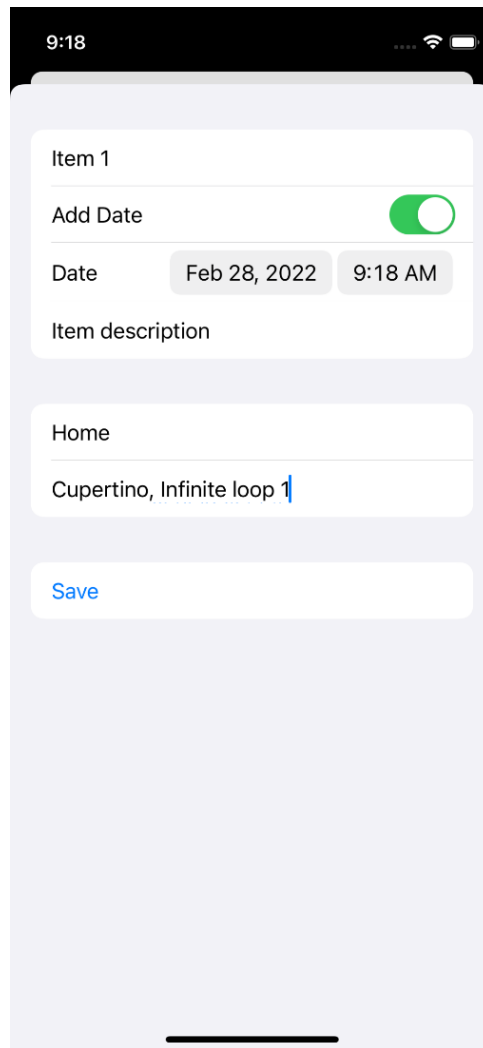 9:18
Item 1
Add Date
Date Feb 28, 2022 9:18 AM
Item description
Home
Cupertino, Infinite loop 1
Save